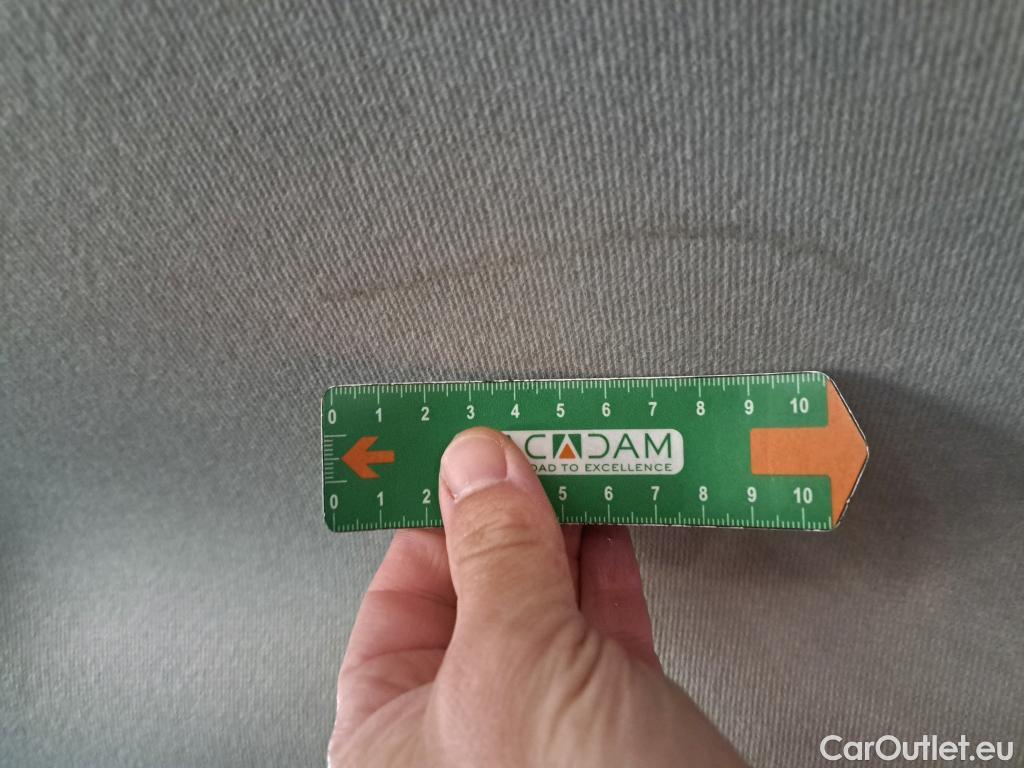 0 1 2 3 4 5 6 7 8 9 10
CADAM
OAD TO EXCELLENCE
0 1 2 5 6 7 8 9 10
CarOutlet.eu